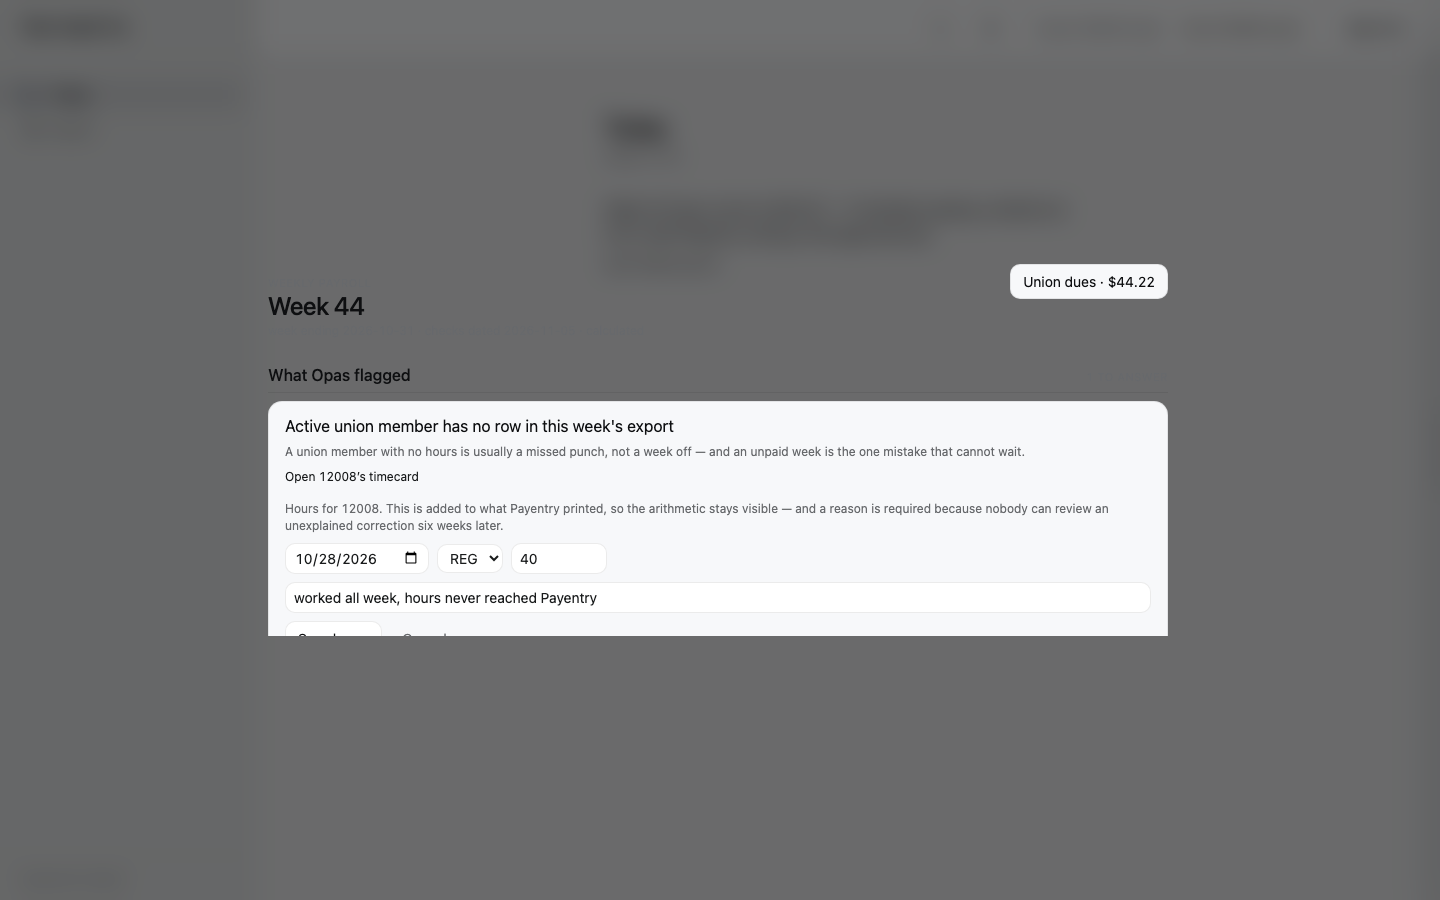 Union dues · $44.22
Week 44
What Opas flagged
Active union member has no row in this week's export
A union member with no hours is usually a missed punch, not a week off — and an unpaid week is the one mistake that cannot wait.
Open 12008's timecard
Hours for 12008. This is added to what Payentry printed, so the arithmetic stays visible — and a reason is required because nobody can review an
unexplained correction six weeks later.
10/28/2026 REG 40
worked all week, hours never reached Payentry